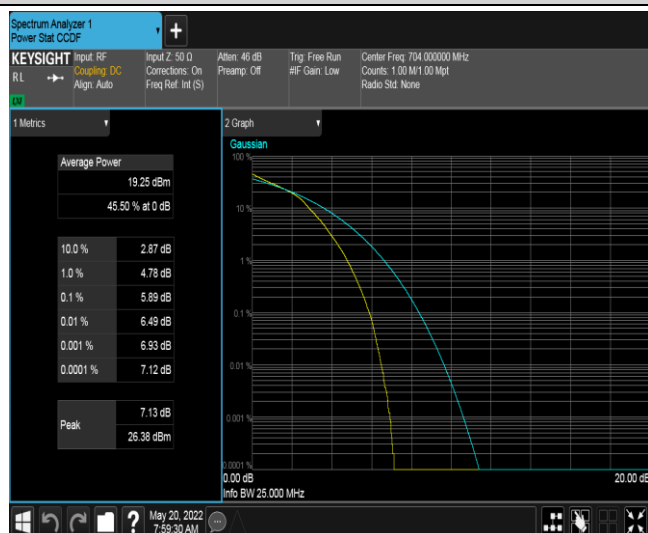 Spectrum Analyzer 1
Power Stat CCDF
+
KEYSIGHT Input: RF Input Z: 50 Ω Atten: 46 dB Trig: Free Run Center Freq: 704.000000 MHz
RL Coupling: DC Corrections: On Preamp: Off #IF Gain: Low Counts: 1.00 M/1.00 Mpt
Align: Auto Freq Ref: Int (S) Radio Std: None
LXI
1 Metrics
2 Graph
Gaussian
Average Power
19.25 dBm
45.50 % at 0 dB
10.0 % 2.87 dB
1.0 % 4.78 dB
0.1 % 5.89 dB
0.01 % 6.49 dB
0.001 % 6.93 dB
0.0001 % 7.12 dB
Peak 7.13 dB
26.38 dBm
100 %
10 %
1 %
0.1 %
0.01 %
0.001 %
0.0001 %
0.00 dB 20.00 dB
Info BW 25.000 MHz
? May 20, 2022
7:59:30 AM